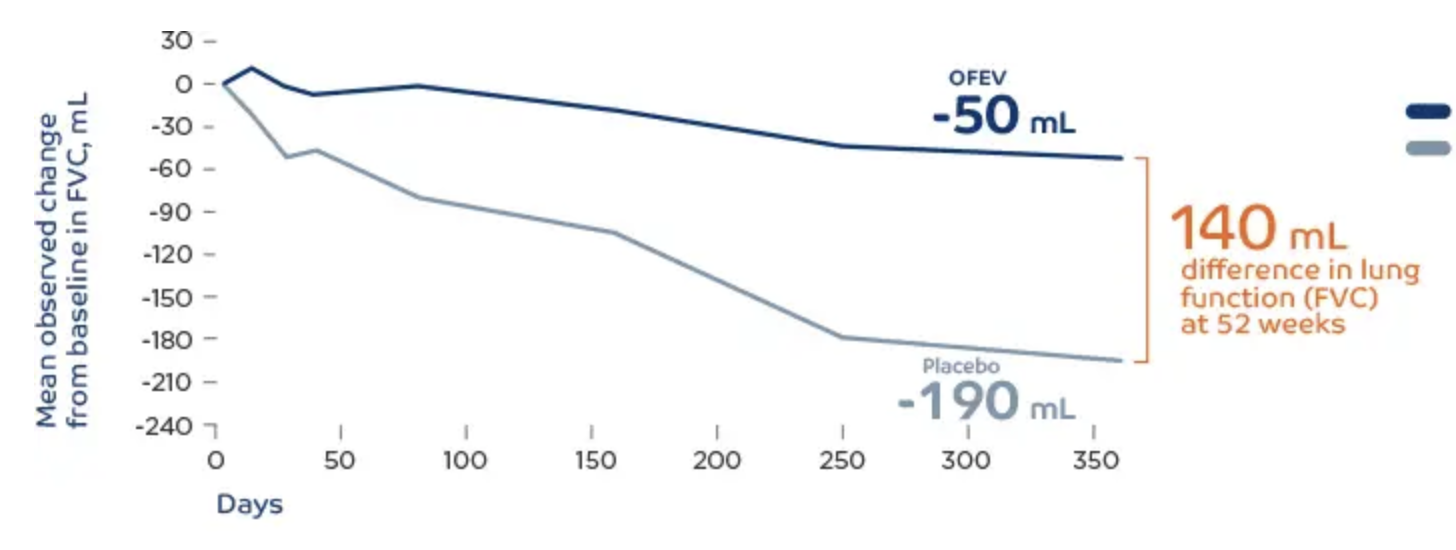 Mean observed change
from baseline in FVC, mL
30
0
-30
-60
-90
-120
-150
-180
-210
-240
0 50 100 150 200 250 300 350
Days
OFEV
-50 mL
Placebo
-190 mL
140 mL
difference in lung
function (FVC)
at 52 weeks